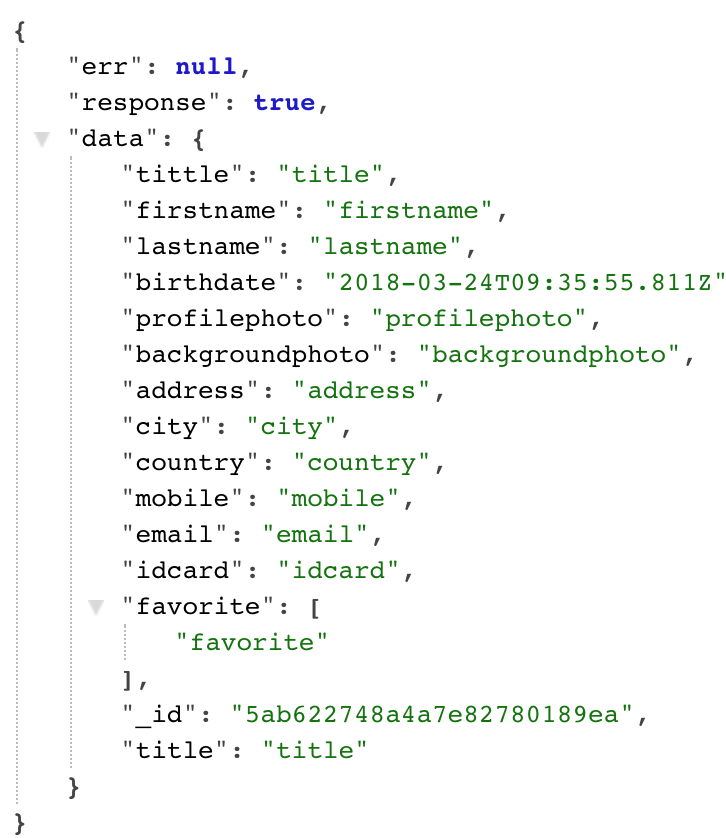 {
"err": null,
"response": true,
"data": {
"tittle": "title",
"firstname": "firstname",
"lastname": "lastname",
"birthdate": "2018-03-24T09:35:55.811Z"
"profilephoto": "profilephoto",
"backgroundphoto": "backgroundphoto",
"address": "address",
"city": "city",
"country": "country",
"mobile": "mobile",
"email": "email",
"idcard": "idcard",
"favorite": [
"favorite"
],
"_id": "5ab622748a4a7e82780189ea",
"title": "title"
}
}